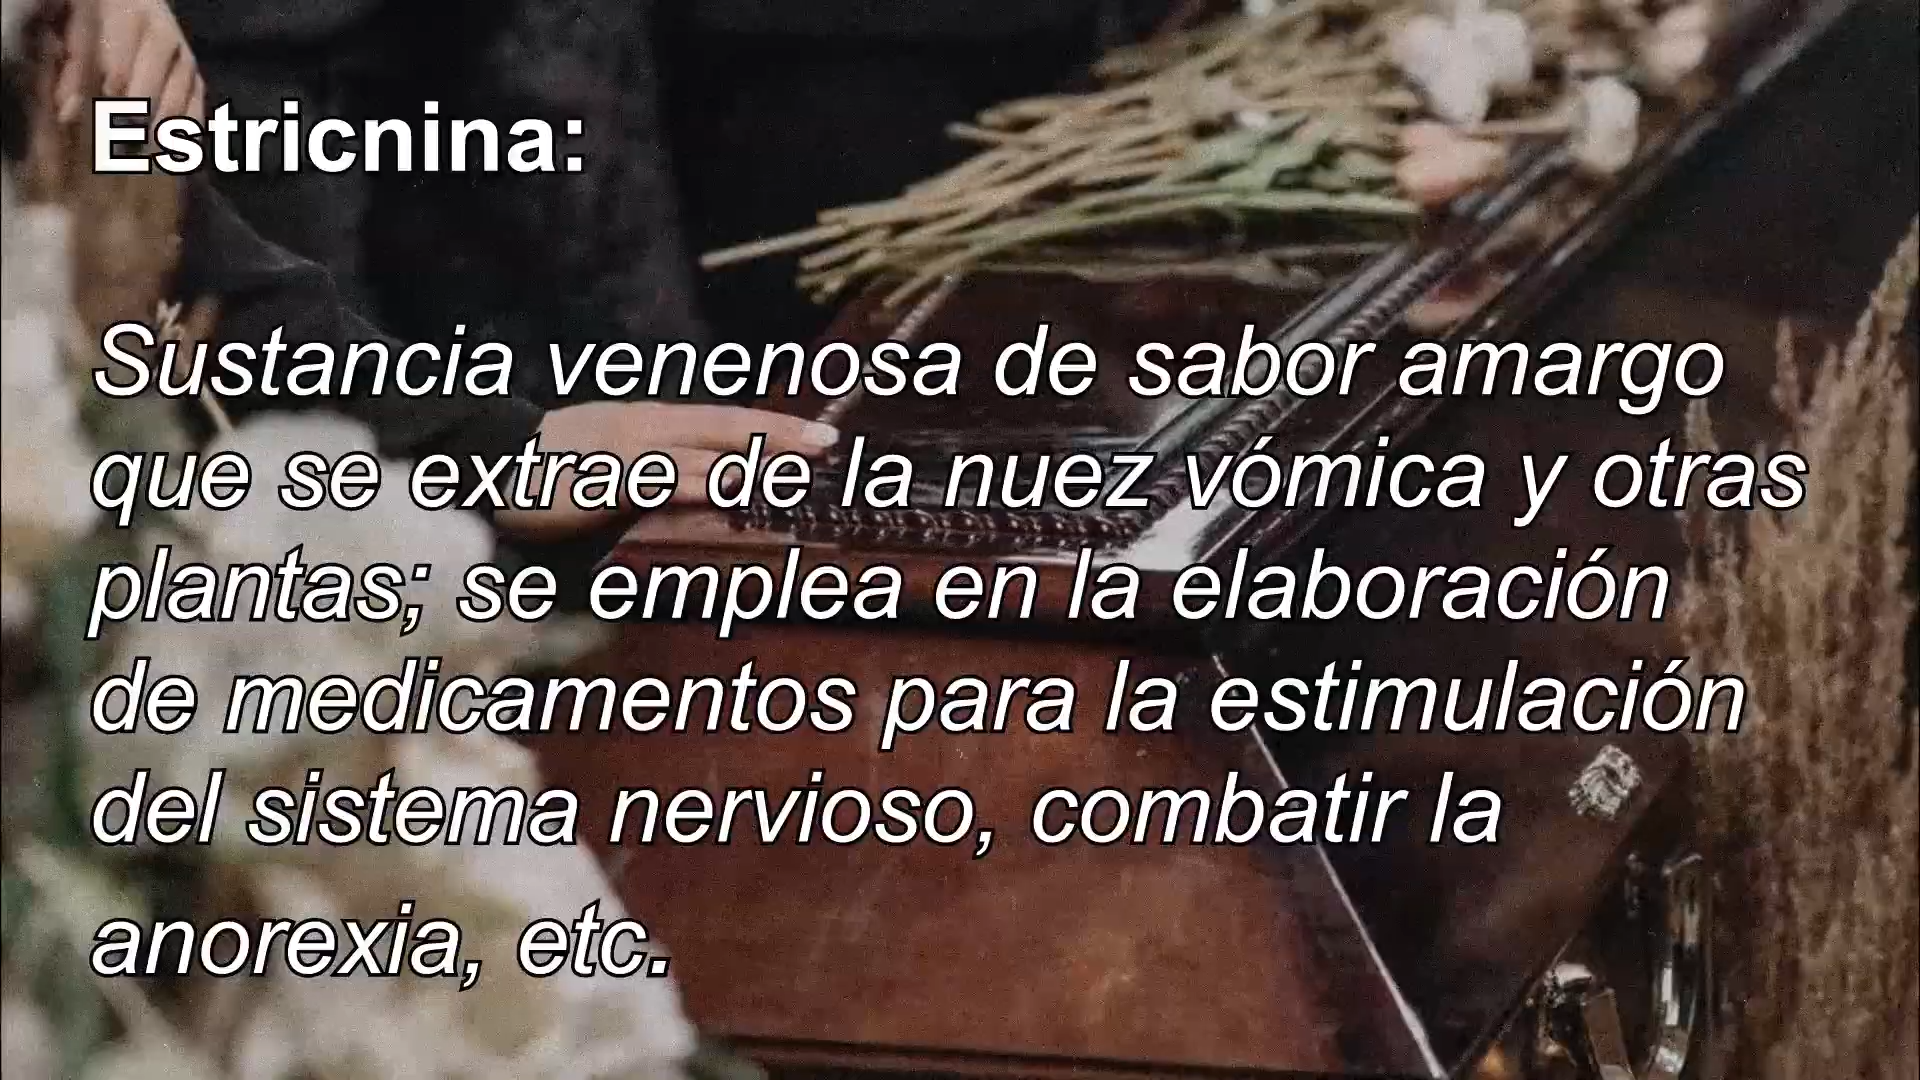 Estricnina:
Sustancia venenosa de sabor amargo
que se extrae de la nuez vómica y otras
plantas; se emplea en la elaboración
de medicamentos para la estimulación
del sistema nervioso, combatir la
anorexia, etc.